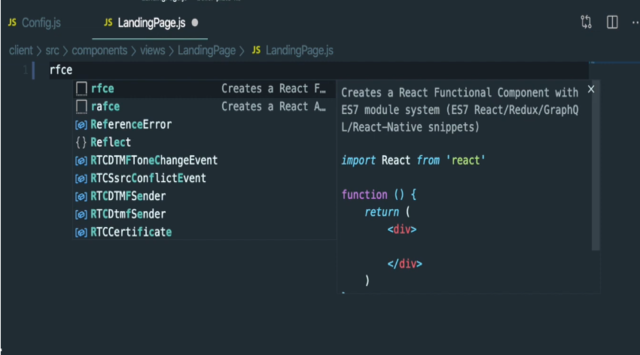 JS Config.js
JS LandingPage.js
client > src > components > views > LandingPage > JS LandingPage.js
1 rfce
rfce Creates a React F…
rafce Creates a React A…
ReferenceError
{} Reflect
RTCDTMFToneChangeEvent
RTCSsrcConflictEvent
RTCDTMFSender
RTCDtmfSender
RTCCertificate
Creates a React Functional Component with
ES7 module system (ES7 React/Redux/GraphQ
L/React-Native snippets)
import React from 'react'
function () {
return (
<div>
</div>
)